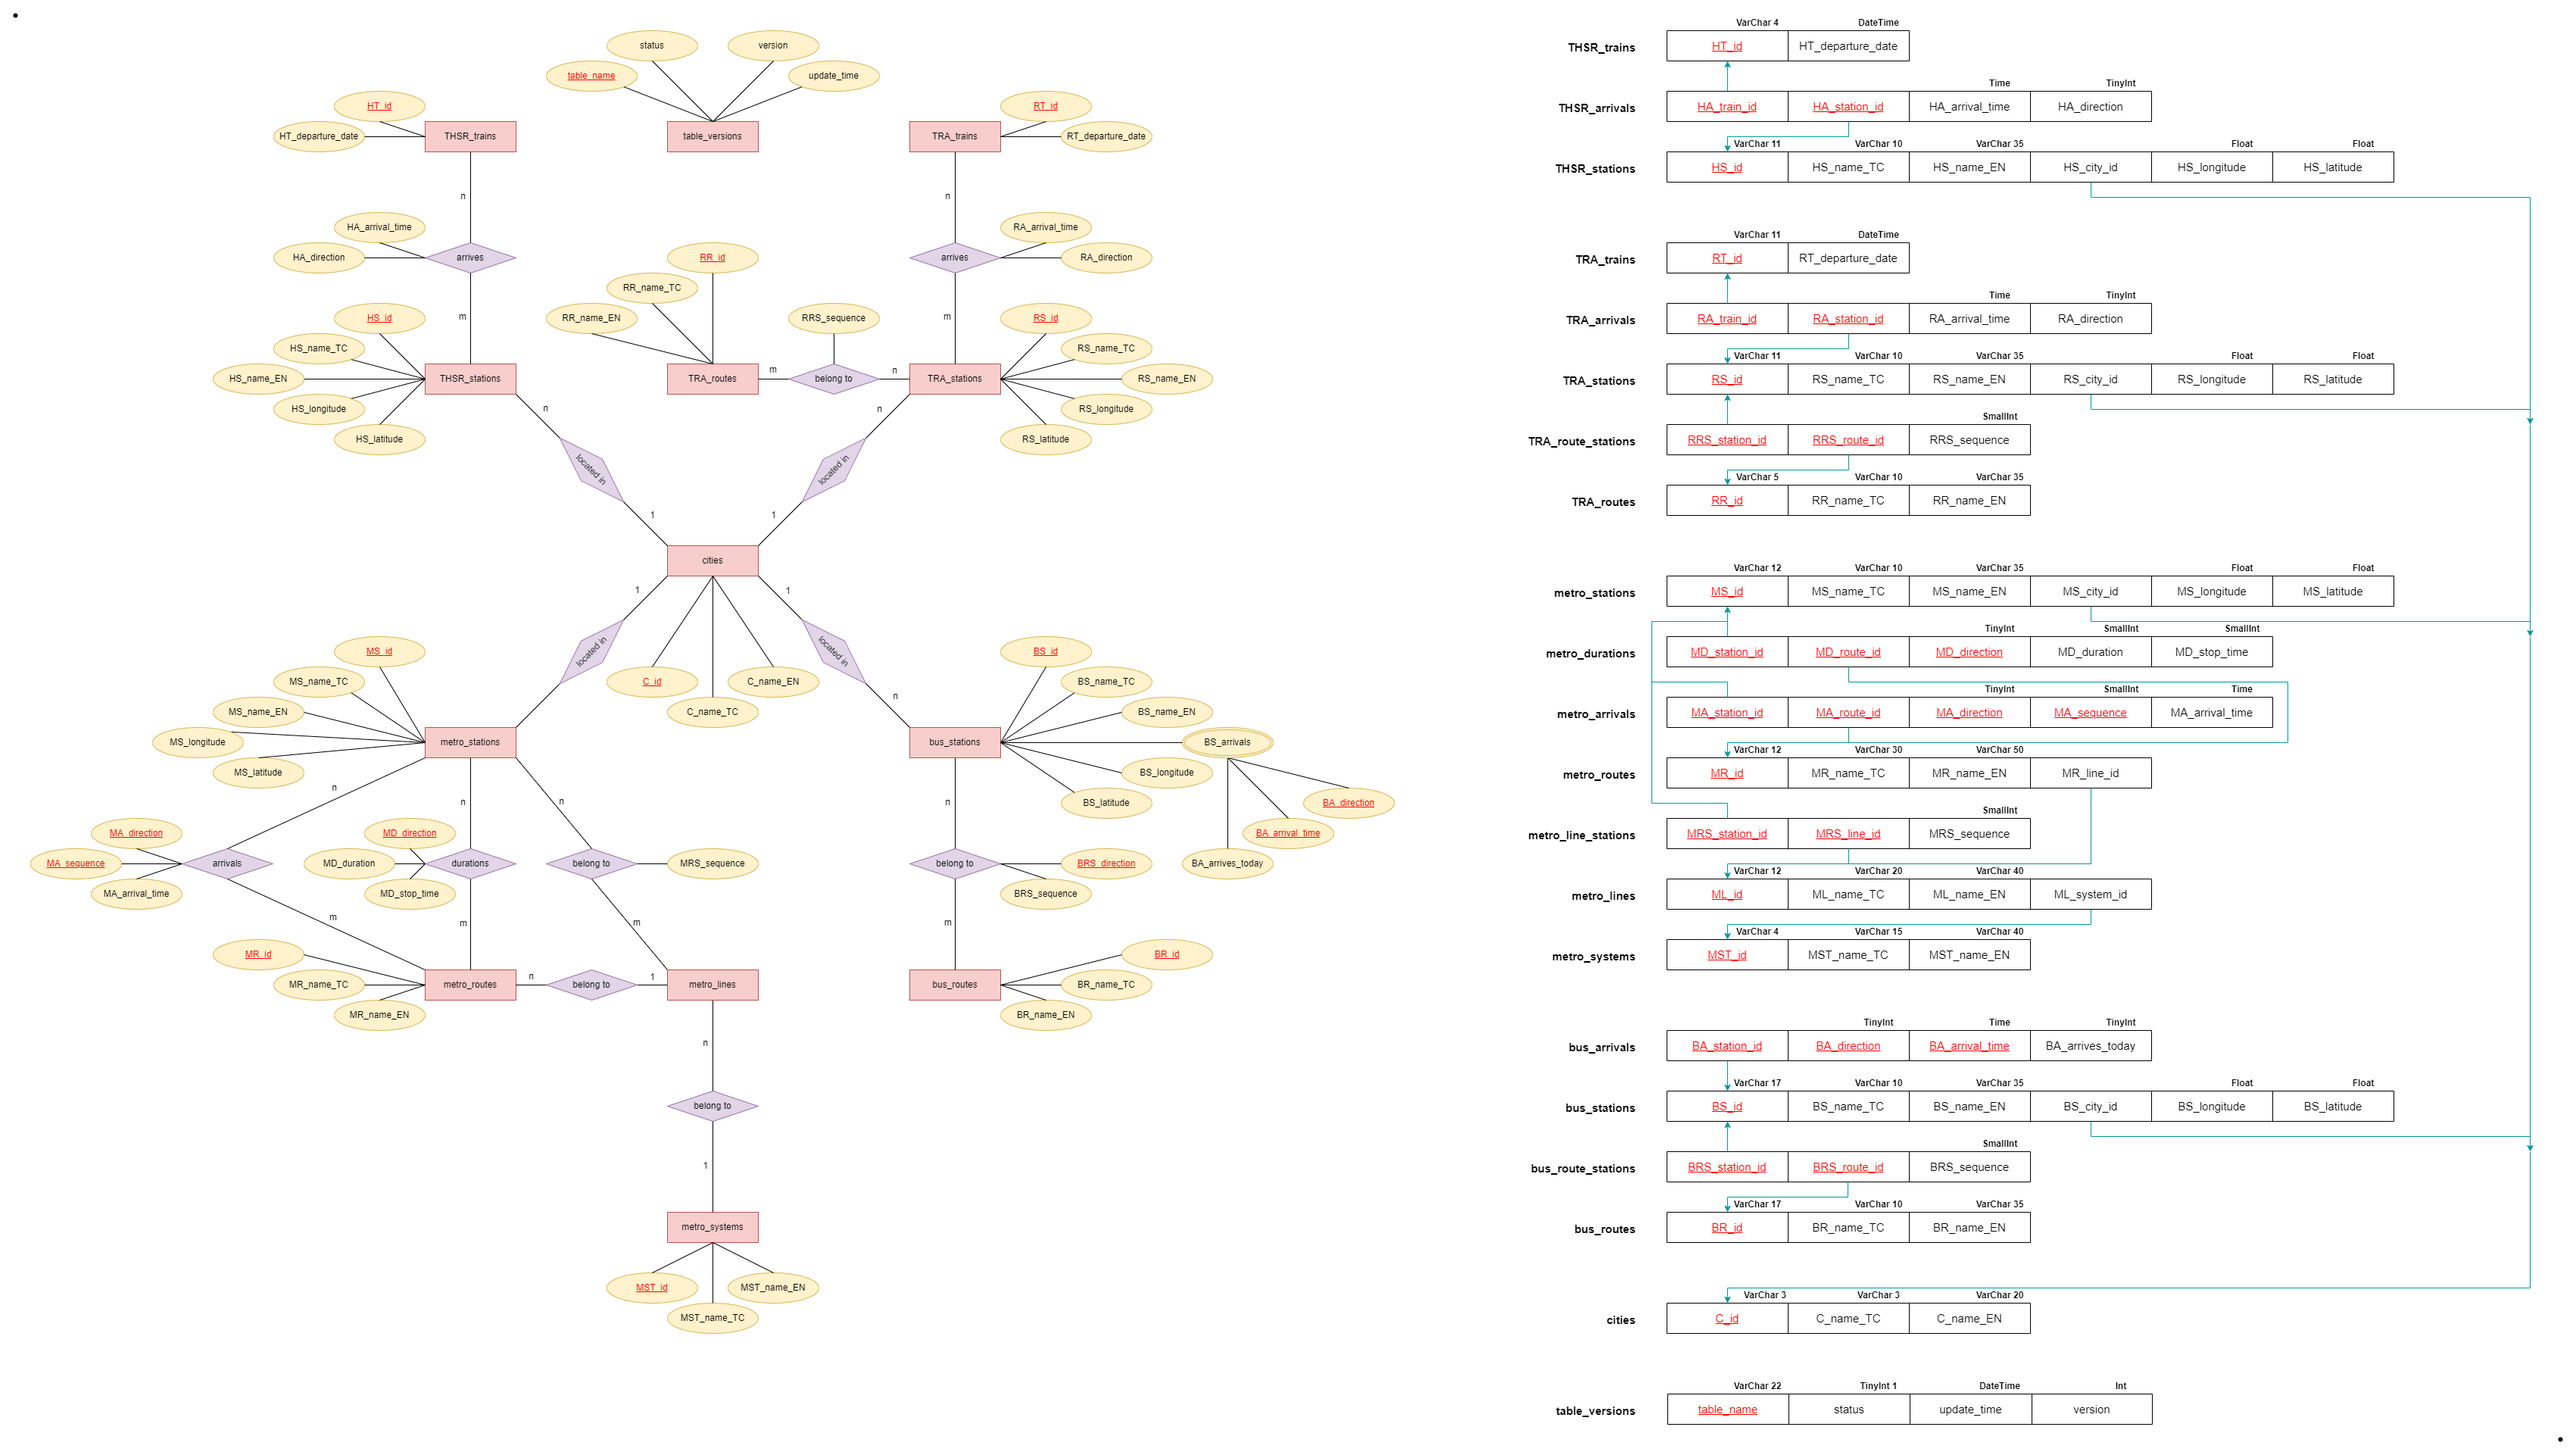 status
version
table_name
update_time
HT_id
HT_departure_date
THSR_trains
table_versions
TRA_trains
RT_id
RT_departure_date
n
n
HA_arrival_time
HA_direction
arrives
RR_id
RR_name_TC
RR_name_EN
RRS_sequence
arrives
RA_arrival_time
RA_direction
m
m
HS_id
HS_name_TC
HS_name_EN
HS_longitude
HS_latitude
THSR_stations
TRA_routes
m
belong to
n
TRA_stations
RS_id
RS_name_TC
RS_name_EN
RS_longitude
RS_latitude
n
n
located in
located in
1
1
cities
1
1
located in
located in
C_id
C_name_TC
C_name_EN
n
MS_id
MS_name_TC
MS_name_EN
MS_longitude
MS_latitude
metro_stations
bus_stations
BS_id
BS_name_TC
BS_name_EN
BS_arrivals
BS_longitude
BS_latitude
BA_direction
BA_arrival_time
BA_arrives_today
n
n
n
n
MA_direction
MA_sequence
MA_arrival_time
arrivals
MD_direction
MD_duration
MD_stop_time
durations
belong to
MRS_sequence
belong to
BRS_direction
BRS_sequence
m
m
m
m
MR_id
MR_name_TC
MR_name_EN
metro_routes
n
belong to
1
metro_lines
bus_routes
BR_id
BR_name_TC
BR_name_EN
n
belong to
1
metro_systems
MST_id
MST_name_TC
MST_name_EN
VarChar 4 DateTime
THSR_trains HT_id HT_departure_date
Time TinyInt
THSR_arrivals HA_train_id HA_station_id HA_arrival_time HA_direction
VarChar 11 VarChar 10 VarChar 35 Float Float
THSR_stations HS_id HS_name_TC HS_name_EN HS_city_id HS_longitude HS_latitude
VarChar 11 DateTime
TRA_trains RT_id RT_departure_date
Time TinyInt
TRA_arrivals RA_train_id RA_station_id RA_arrival_time RA_direction
VarChar 11 VarChar 10 VarChar 35 Float Float
TRA_stations RS_id RS_name_TC RS_name_EN RS_city_id RS_longitude RS_latitude
SmallInt
TRA_route_stations RRS_station_id RRS_route_id RRS_sequence
VarChar 5 VarChar 10 VarChar 35
TRA_routes RR_id RR_name_TC RR_name_EN
VarChar 12 VarChar 10 VarChar 35 Float Float
metro_stations MS_id MS_name_TC MS_name_EN MS_city_id MS_longitude MS_latitude
TinyInt SmallInt SmallInt
metro_durations MD_station_id MD_route_id MD_direction MD_duration MD_stop_time
TinyInt SmallInt Time
metro_arrivals MA_station_id MA_route_id MA_direction MA_sequence MA_arrival_time
VarChar 12 VarChar 30 VarChar 50
metro_routes MR_id MR_name_TC MR_name_EN MR_line_id
SmallInt
metro_line_stations MRS_station_id MRS_line_id MRS_sequence
VarChar 12 VarChar 20 VarChar 40
metro_lines ML_id ML_name_TC ML_name_EN ML_system_id
VarChar 4 VarChar 15 VarChar 40
metro_systems MST_id MST_name_TC MST_name_EN
TinyInt Time TinyInt
bus_arrivals BA_station_id BA_direction BA_arrival_time BA_arrives_today
VarChar 17 VarChar 10 VarChar 35 Float Float
bus_stations BS_id BS_name_TC BS_name_EN BS_city_id BS_longitude BS_latitude
SmallInt
bus_route_stations BRS_station_id BRS_route_id BRS_sequence
VarChar 17 VarChar 10 VarChar 35
bus_routes BR_id BR_name_TC BR_name_EN
VarChar 3 VarChar 3 VarChar 20
cities C_id C_name_TC C_name_EN
VarChar 22 TinyInt 1 DateTime Int
table_versions table_name status update_time version